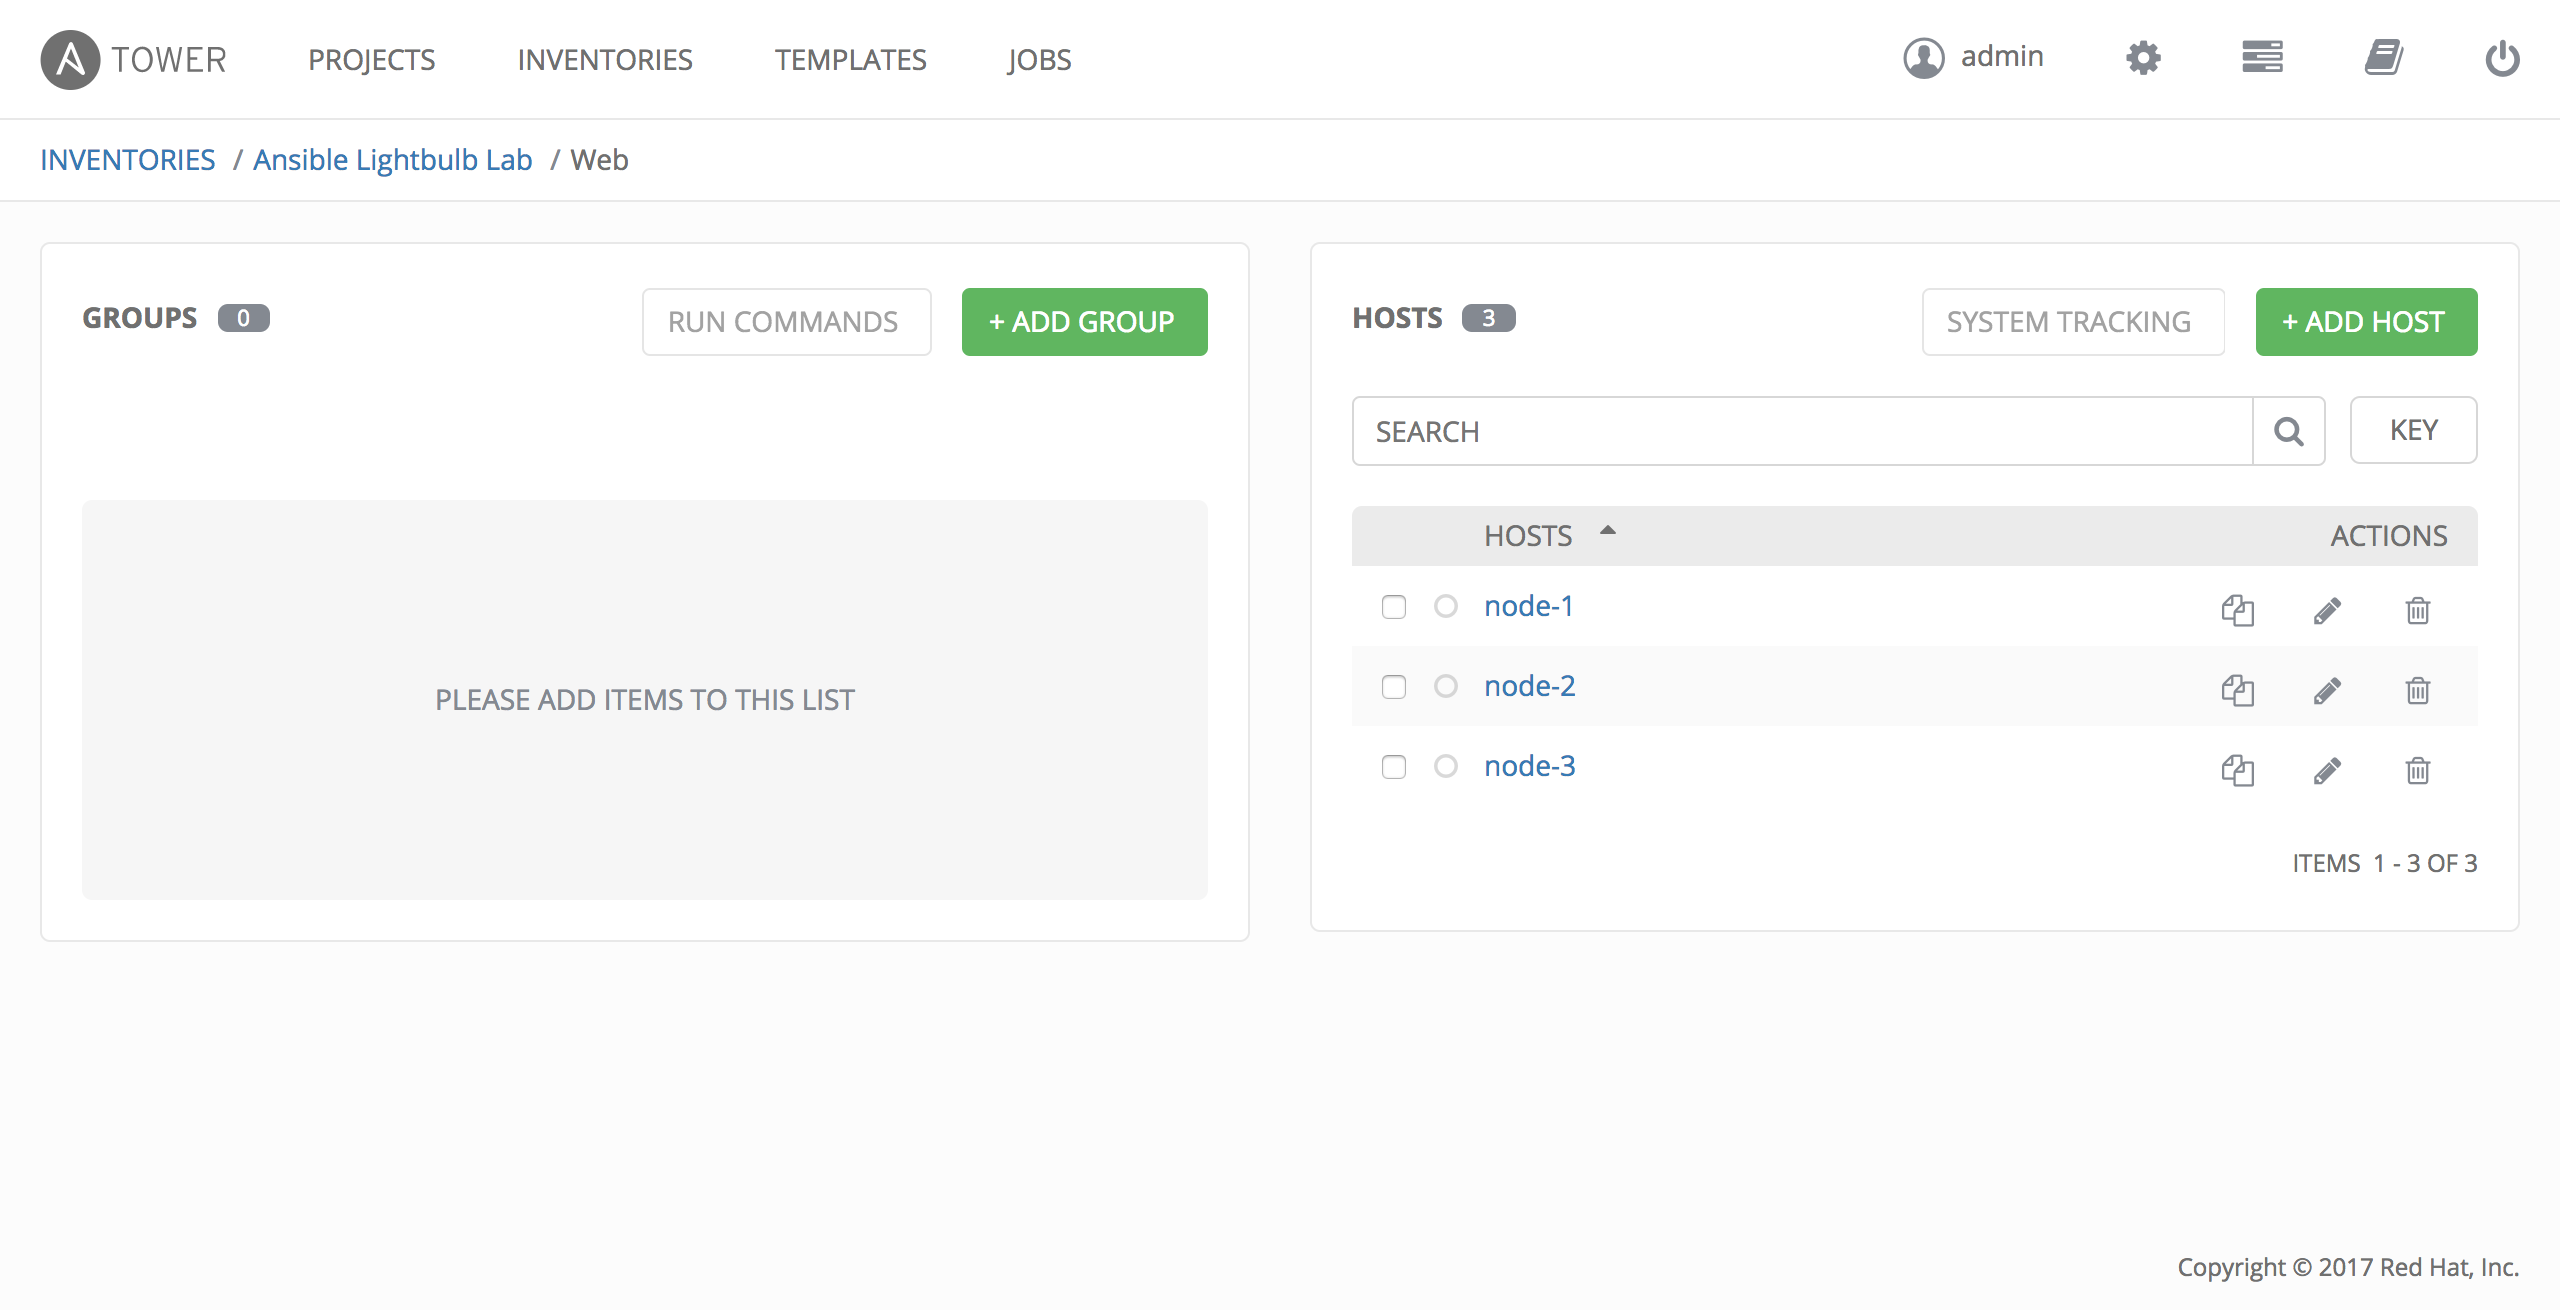 A TOWER PROJECTS INVENTORIES TEMPLATES JOBS admin
INVENTORIES / Ansible Lightbulb Lab / Web
GROUPS 0 RUN COMMANDS + ADD GROUP
PLEASE ADD ITEMS TO THIS LIST
HOSTS 3 SYSTEM TRACKING + ADD HOST
SEARCH KEY
HOSTS ACTIONS
node-1
node-2
node-3
ITEMS 1 - 3 OF 3
Copyright © 2017 Red Hat, Inc.